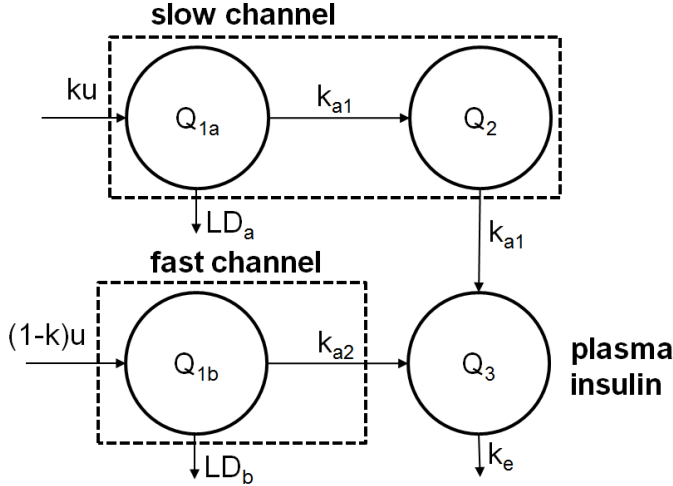 slow channel
ku
Q1a
ka1
Q2
LDa
ka1
fast channel
(1-k)u
Q1b
ka2
Q3
plasma
insulin
LDb
ke